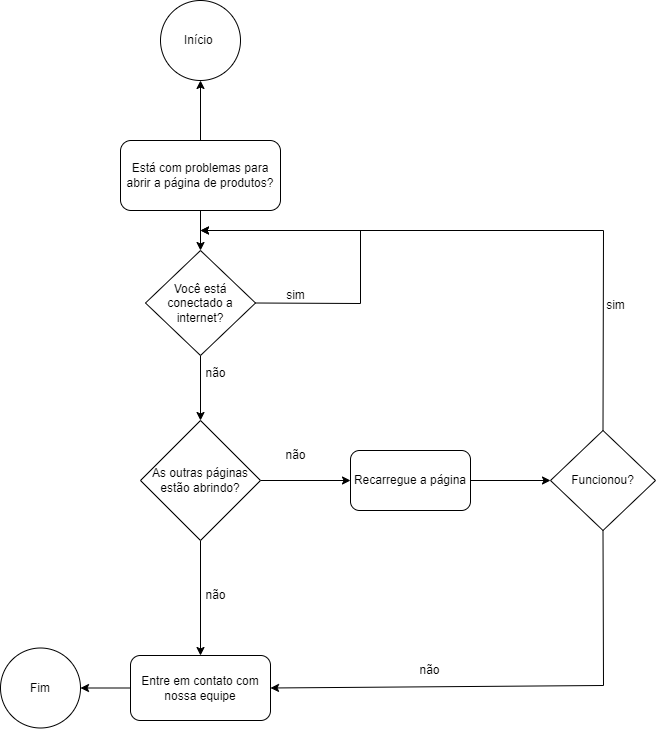 Início
Está com problemas para
abrir a página de produtos?
Você está
conectado a
internet?
sim
sim
não
As outras páginas
estão abrindo?
não
Recarregue a página
Funcionou?
não
Entre em contato com
nossa equipe
não
Fim